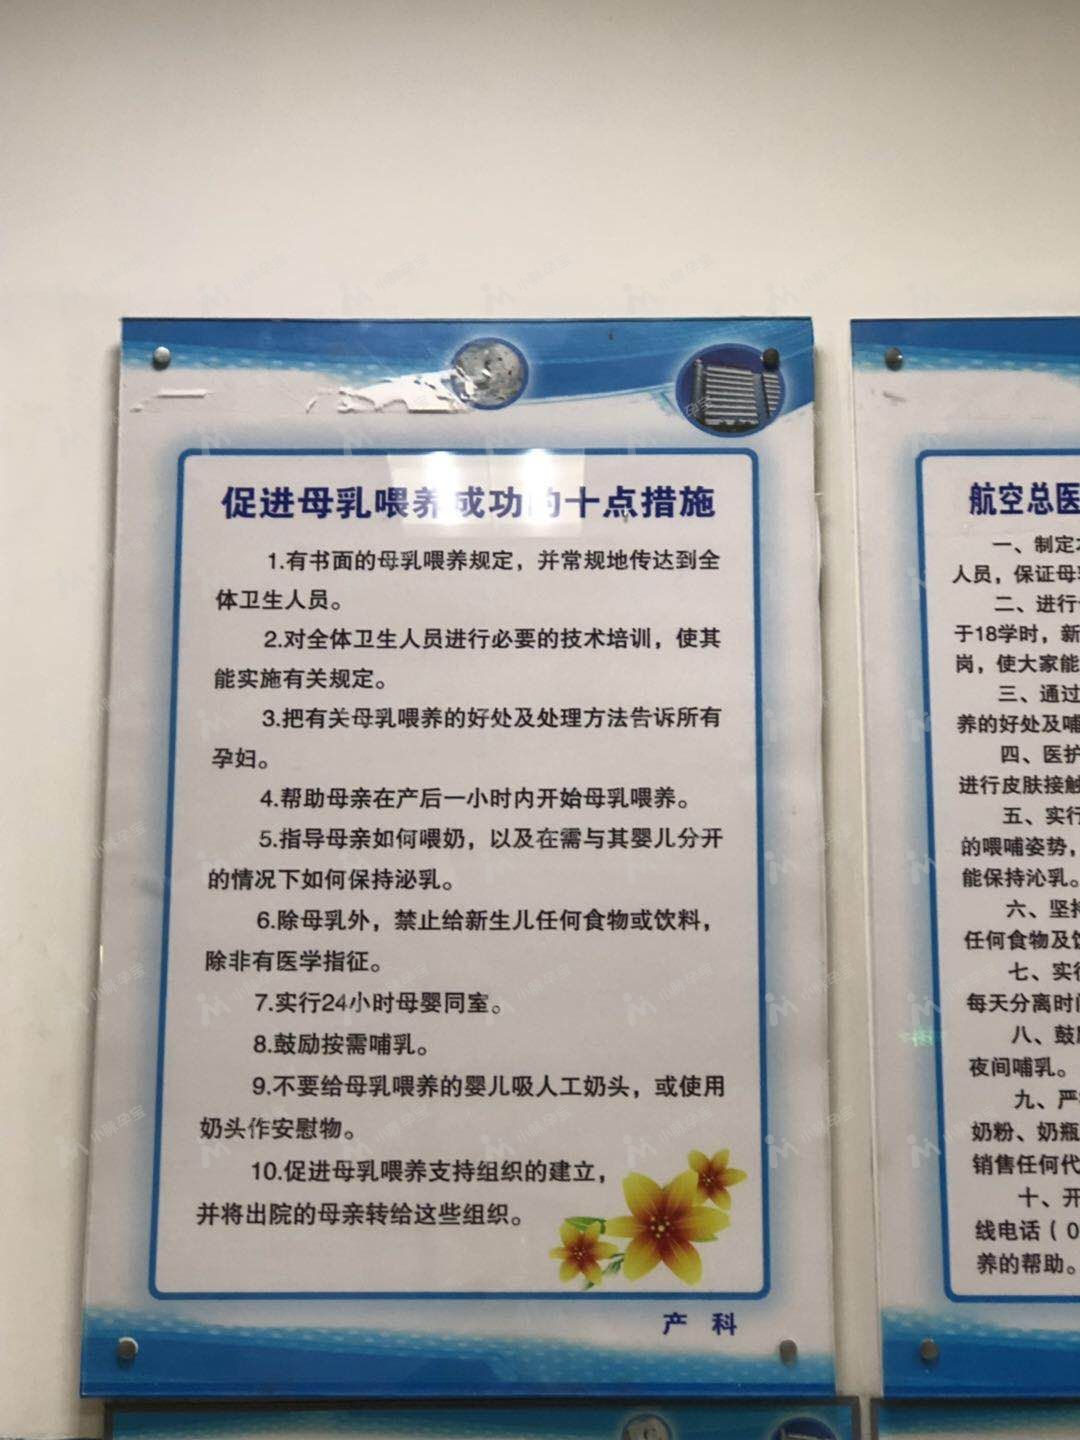 促进母乳喂养成功的十点措施
1.有书面的母乳喂养规定，并常规地传达到全
体卫生人员。
2.对全体卫生人员进行必要的技术培训，使其
能实施有关规定。
3.把有关母乳喂养的好处及处理方法告诉所有
孕妇。
4.帮助母亲在产后一小时内开始母乳喂养。
5.指导母亲如何喂奶，以及在需与其婴儿分开
的情况下如何保持泌乳。
6.除母乳外，禁止给新生儿任何食物或饮料，
除非有医学指征。
7.实行24小时母婴同室。
8.鼓励按需哺乳。
9.不要给母乳喂养的婴儿吸人工奶头，或使用
奶头作安慰物。
10.促进母乳喂养支持组织的建立，
并将出院的母亲转给这些组织。
产 科
航空总医
一、制定
人员，保证母
二、进行
于18学时，新
岗，使大家能
三、通过
养的好处及哺
四、医护
进行皮肤接触
五、实行
的喂哺姿势，
能保持沁乳。
六、坚持
任何食物及饮
七、实行
每天分离时间
八、鼓励
夜间哺乳。
九、严
奶粉、奶瓶
销售任何代
十、开
线电话（0
养的帮助。
小萌孕宝